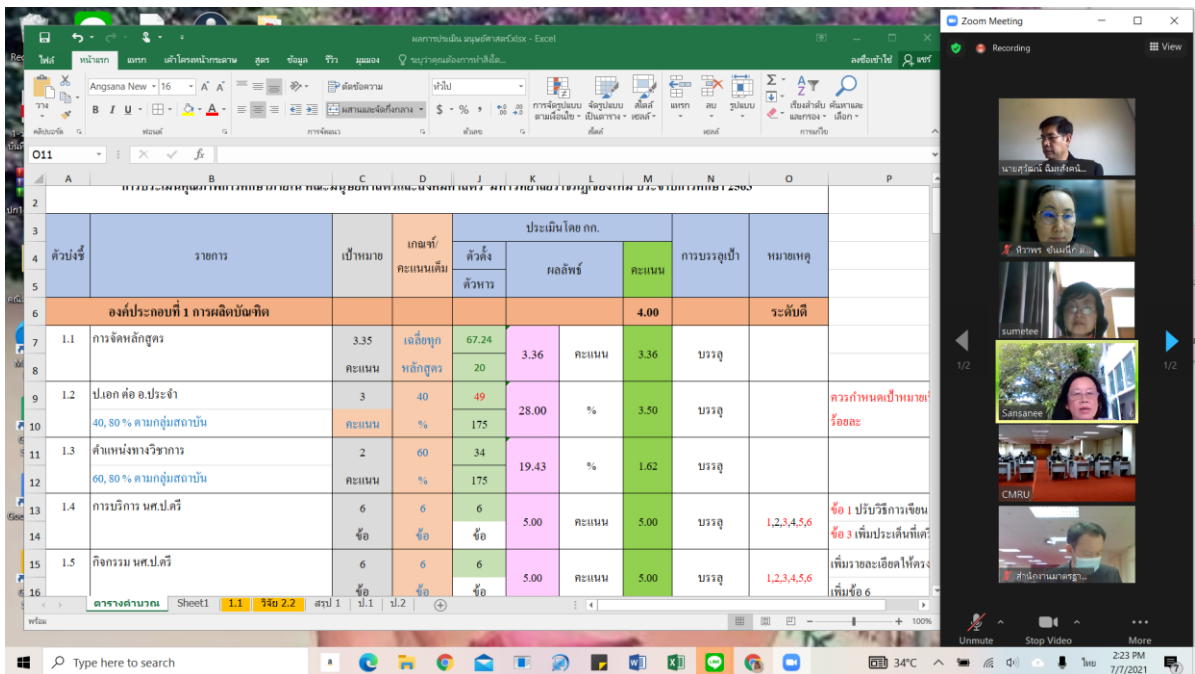 ผลการประเมิน มนุษย์ศาสตร์.xlsx - Excel
ไฟล์ หน้าแรก แทรก เค้าโครงหน้ากระดาษ สูตร ข้อมูล รีวิว มุมมอง ลงชื่อเข้าใช้ แชร์
Angsana New 16 ตัดข้อความ ทั่วไป
วาง B I U ผสานและจัดกึ่งกลาง $ % การจัดรูปแบบ ตามเงื่อนไข จัดรูปแบบ เป็นตาราง สไตล์ เซลล์ แทรก ลบ รูปแบบ เรียงลำดับ และกรอง ค้นหาและ เลือก
คลิปบอร์ด ฟอนต์ การจัดแนว ตัวเลข สไตล์ เซลล์ การแก้ไข
O11 fx
A B C D J K L M N O P
2
3 ตัวบ่งชี้ รายการ เป้าหมาย เกณฑ์/ คะแนนเต็ม ประเมินโดย กก. การบรรลุเป้า หมายเหตุ
4 ตัวตั้ง ผลลัพธ์ คะแนน
5 ตัวหาร
6 องค์ประกอบที่ 1 การผลิตบัณฑิต 4.00 ระดับดี
7 1.1 การจัดหลักสูตร 3.35 เฉลี่ยทุก 67.24 3.36 คะแนน 3.36 บรรลุ
8 คะแนน หลักสูตร 20
9 1.2 ป.เอก ต่อ อ.ประจำ 3 40 49 28.00 % 3.50 บรรลุ ควรกำหนดเป้าหมาย
10 40, 80 % ตามกลุ่มสถาบัน คะแนน % 175 ร้อยละ
11 1.3 ตำแหน่งทางวิชาการ 2 60 34 19.43 % 1.62 บรรลุ
12 60, 80 % ตามกลุ่มสถาบัน คะแนน % 175
13 1.4 การบริการ นศ.ป.ตรี 6 6 6 5.00 คะแนน 5.00 บรรลุ 1,2,3,4,5,6 ข้อ 1 ปรับวิธีการเขียน
14 ข้อ ข้อ ข้อ ข้อ 3 เพิ่มประเด็นที่
15 1.5 กิจกรรม นศ.ป.ตรี 6 6 6 5.00 คะแนน 5.00 บรรลุ 1,2,3,4,5,6 เพิ่มรายละเอียดให้ตรง
16 ข้อ ข้อ ข้อ เพิ่มข้อ 6
ตารางคำนวณ Sheet1 1.1 วิจัย 2.2 สรุป 1 ป.1 ป.2
พร้อม 100%
Type here to search
34°C ไทย 2:23 PM
7/7/2021 7
Zoom Meeting
Recording View
นายสุวัฒน์
ทิวาพร
sumetee
1/2 1/2
Sansanee
CMRU
Unmute Stop Video More